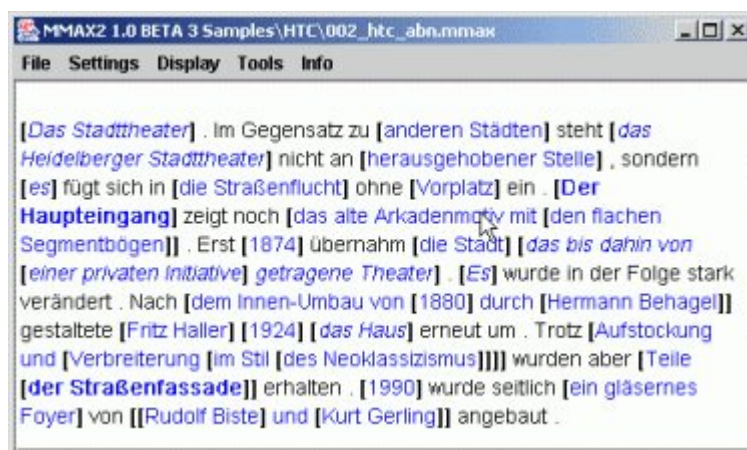 MMAX2 1.0 BETA 3 Samples\HTC\002_htc_abn.mmax
File Settings Display Tools Info
[Das Stadttheater] . Im Gegensatz zu [anderen Städten] steht [das
Heidelberger Stadttheater] nicht an [herausgehobener Stelle] , sondern
[es] fügt sich in [die Straßenflucht] ohne [Vorplatz] ein . [Der
Haupteingang] zeigt noch [das alte Arkadenmotiv mit [den flachen
Segmentbögen]] . Erst [1874] übernahm [die Stadt] [das bis dahin von
[einer privaten Initiative] getragene Theater] . [Es] wurde in der Folge stark
verändert . Nach [dem Innen-Umbau von [1880] durch [Hermann Behagel]]
gestaltete [Fritz Haller] [1924] [das Haus] erneut um . Trotz [Aufstockung
und [Verbreiterung [im Stil [des Neoklassizismus]]]] wurden aber [Teile
[der Straßenfassade]] erhalten . [1990] wurde seitlich [ein gläsernes
Foyer] von [[Rudolf Biste] und [Kurt Gerling]] angebaut .